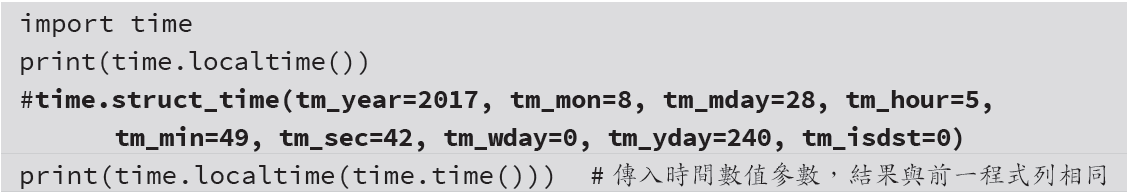 import time
print(time.localtime())
#time.struct_time(tm_year=2017, tm_mon=8, tm_mday=28, tm_hour=5,
tm_min=49, tm_sec=42, tm_wday=0, tm_yday=240, tm_isdst=0)
print(time.localtime(time.time())) # 傳入時間數值參數，結果與前一程式列相同